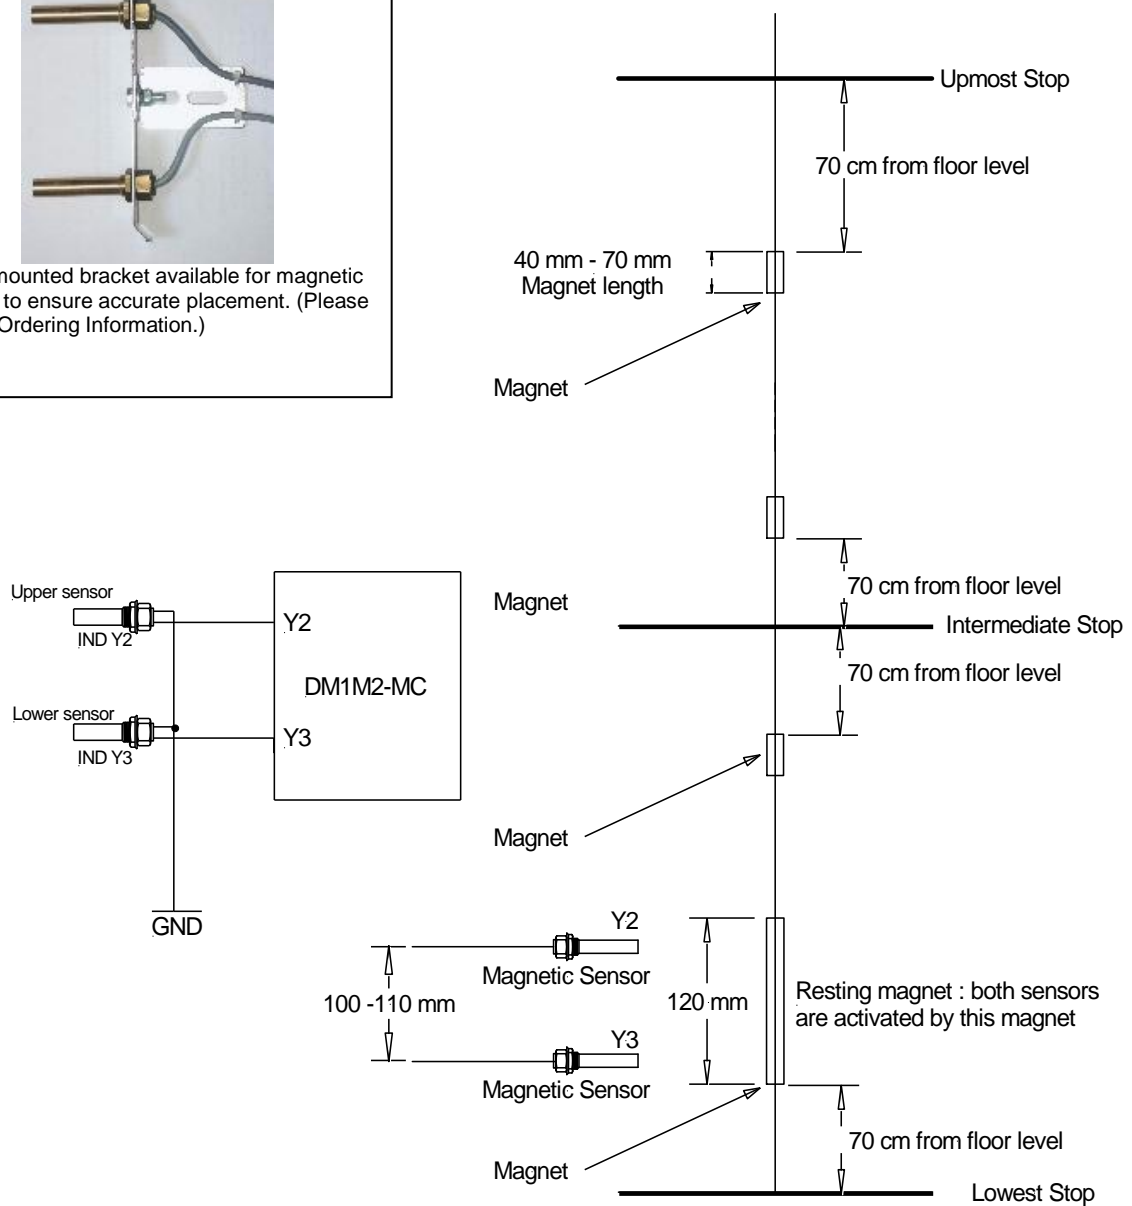 mounted bracket available for magnetic
to ensure accurate placement. (Please
Ordering Information.)
Upmost Stop
70 cm from floor level
40 mm - 70 mm
Magnet length
Magnet
70 cm from floor level
Magnet
Intermediate Stop
70 cm from floor level
Upper sensor
IND Y2
Y2
DM1M2-MC
Lower sensor
IND Y3
Y3
GND
Magnet
Y2
Magnetic Sensor
100 -110 mm
120 mm
Resting magnet : both sensors
are activated by this magnet
Y3
Magnetic Sensor
70 cm from floor level
Magnet
Lowest Stop